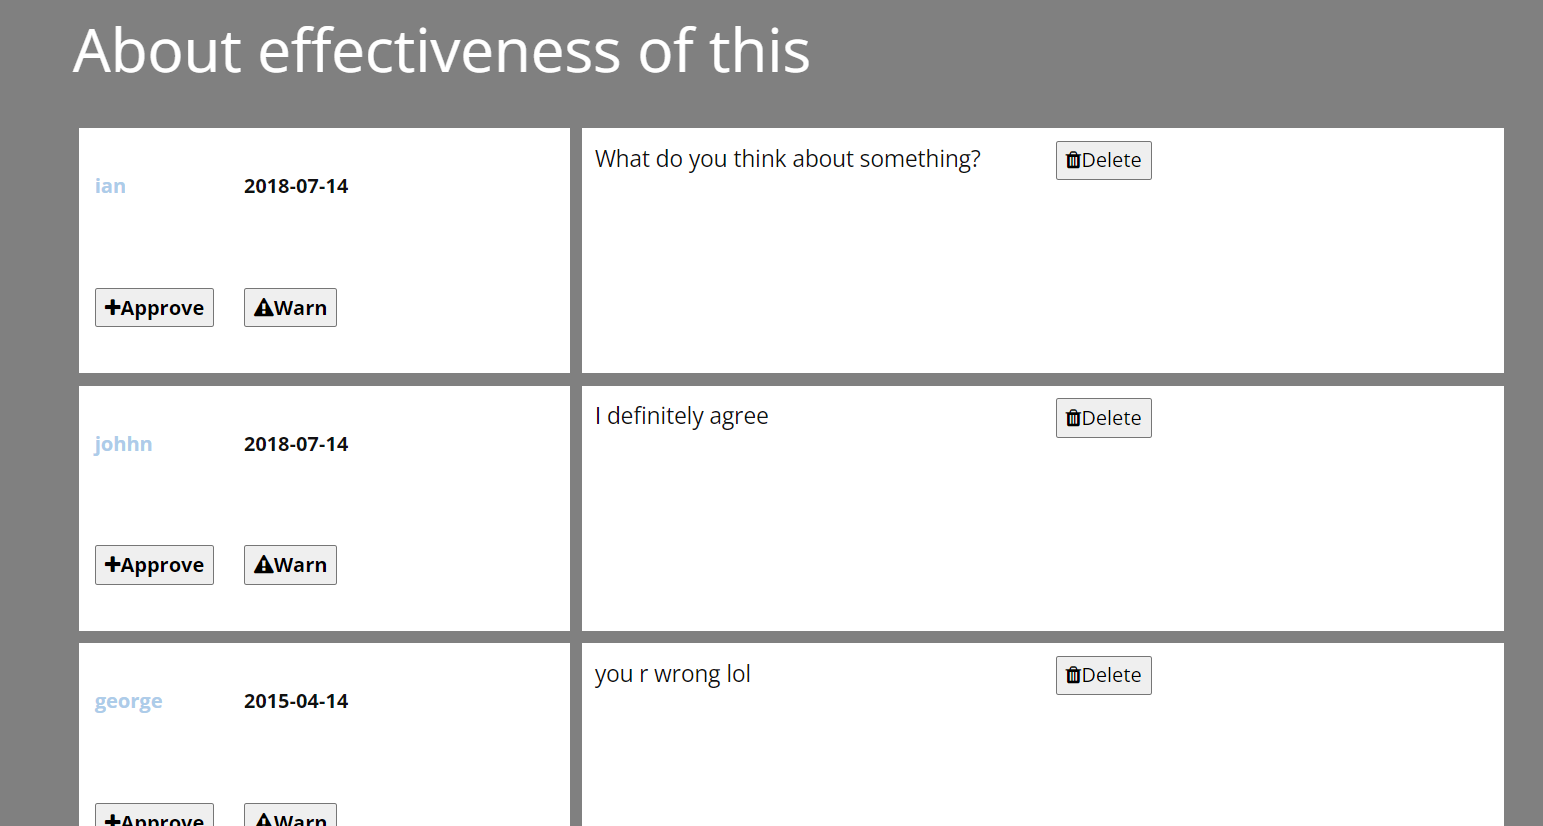 About effectiveness of this
ian 2018-07-14
What do you think about something?
Delete
Approve Warn
johhn 2018-07-14
I definitely agree
Delete
Approve Warn
george 2015-04-14
you r wrong lol
Delete
Approve Warn